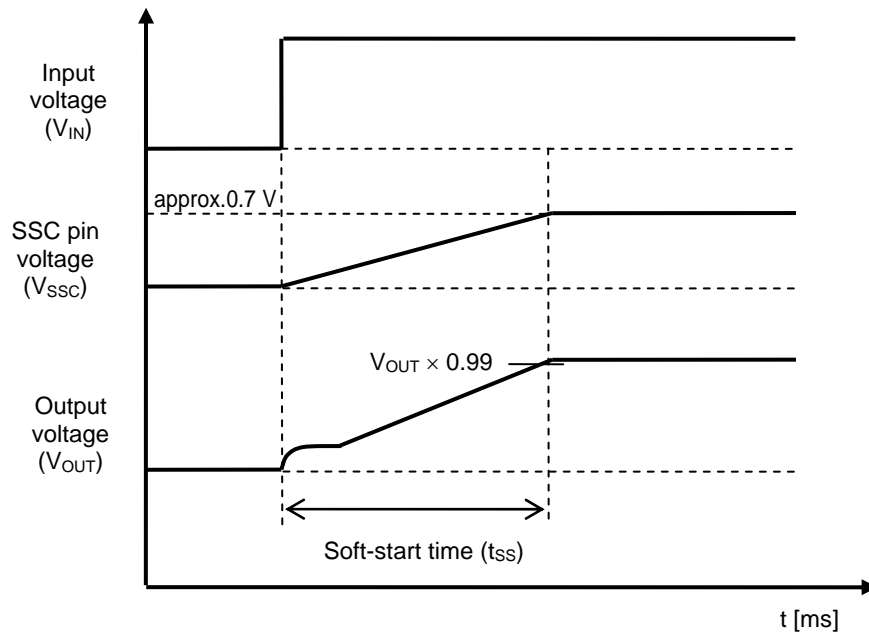 Input
voltage
(VIN)
approx.0.7 V
SSC pin
voltage
(VSSC)
VOUT × 0.99
Output
voltage
(VOUT)
Soft-start time (tSS)
t [ms]